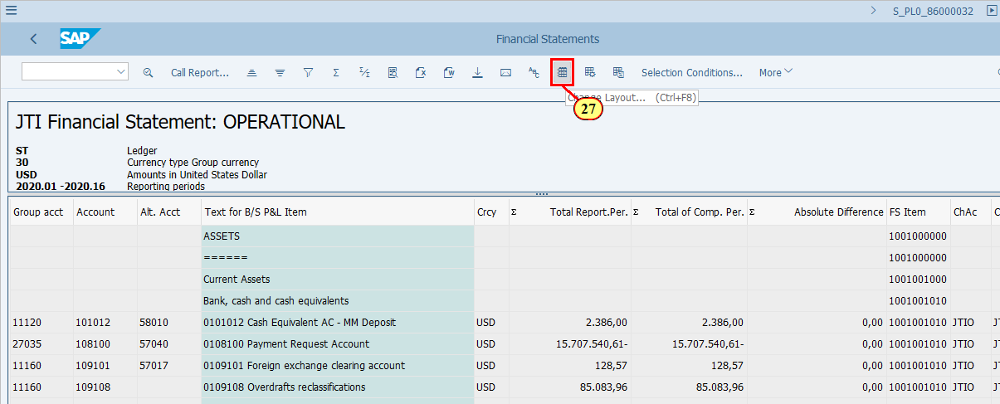 S_PL0_86000032
SAP Financial Statements
Call Report... Selection Conditions... More
Change Layout... (Ctrl+F8)
27
JTI Financial Statement: OPERATIONAL
ST Ledger
30 Currency type Group currency
USD Amounts in United States Dollar
2020.01 -2020.16 Reporting periods
Group acct Account Alt. Acct Text for B/S P&L Item Crcy Σ Total Report.Per. Σ Total of Comp. Per. Σ Absolute Difference FS Item ChAc C
ASSETS 1001000000
====== 1001000000
Current Assets 1001001000
Bank, cash and cash equivalents 1001001010
11120 101012 58010 0101012 Cash Equivalent AC - MM Deposit USD 2.386,00 2.386,00 0,00 1001001010 JTIO JT
27035 108100 57040 0108100 Payment Request Account USD 15.707.540,61- 15.707.540,61- 0,00 1001001010 JTIO JT
11160 109101 57017 0109101 Foreign exchange clearing account USD 128,57 128,57 0,00 1001001010 JTIO JT
11160 109108 0109108 Overdrafts reclassifications USD 85.083,96 85.083,96 0,00 1001001010 JTIO JT